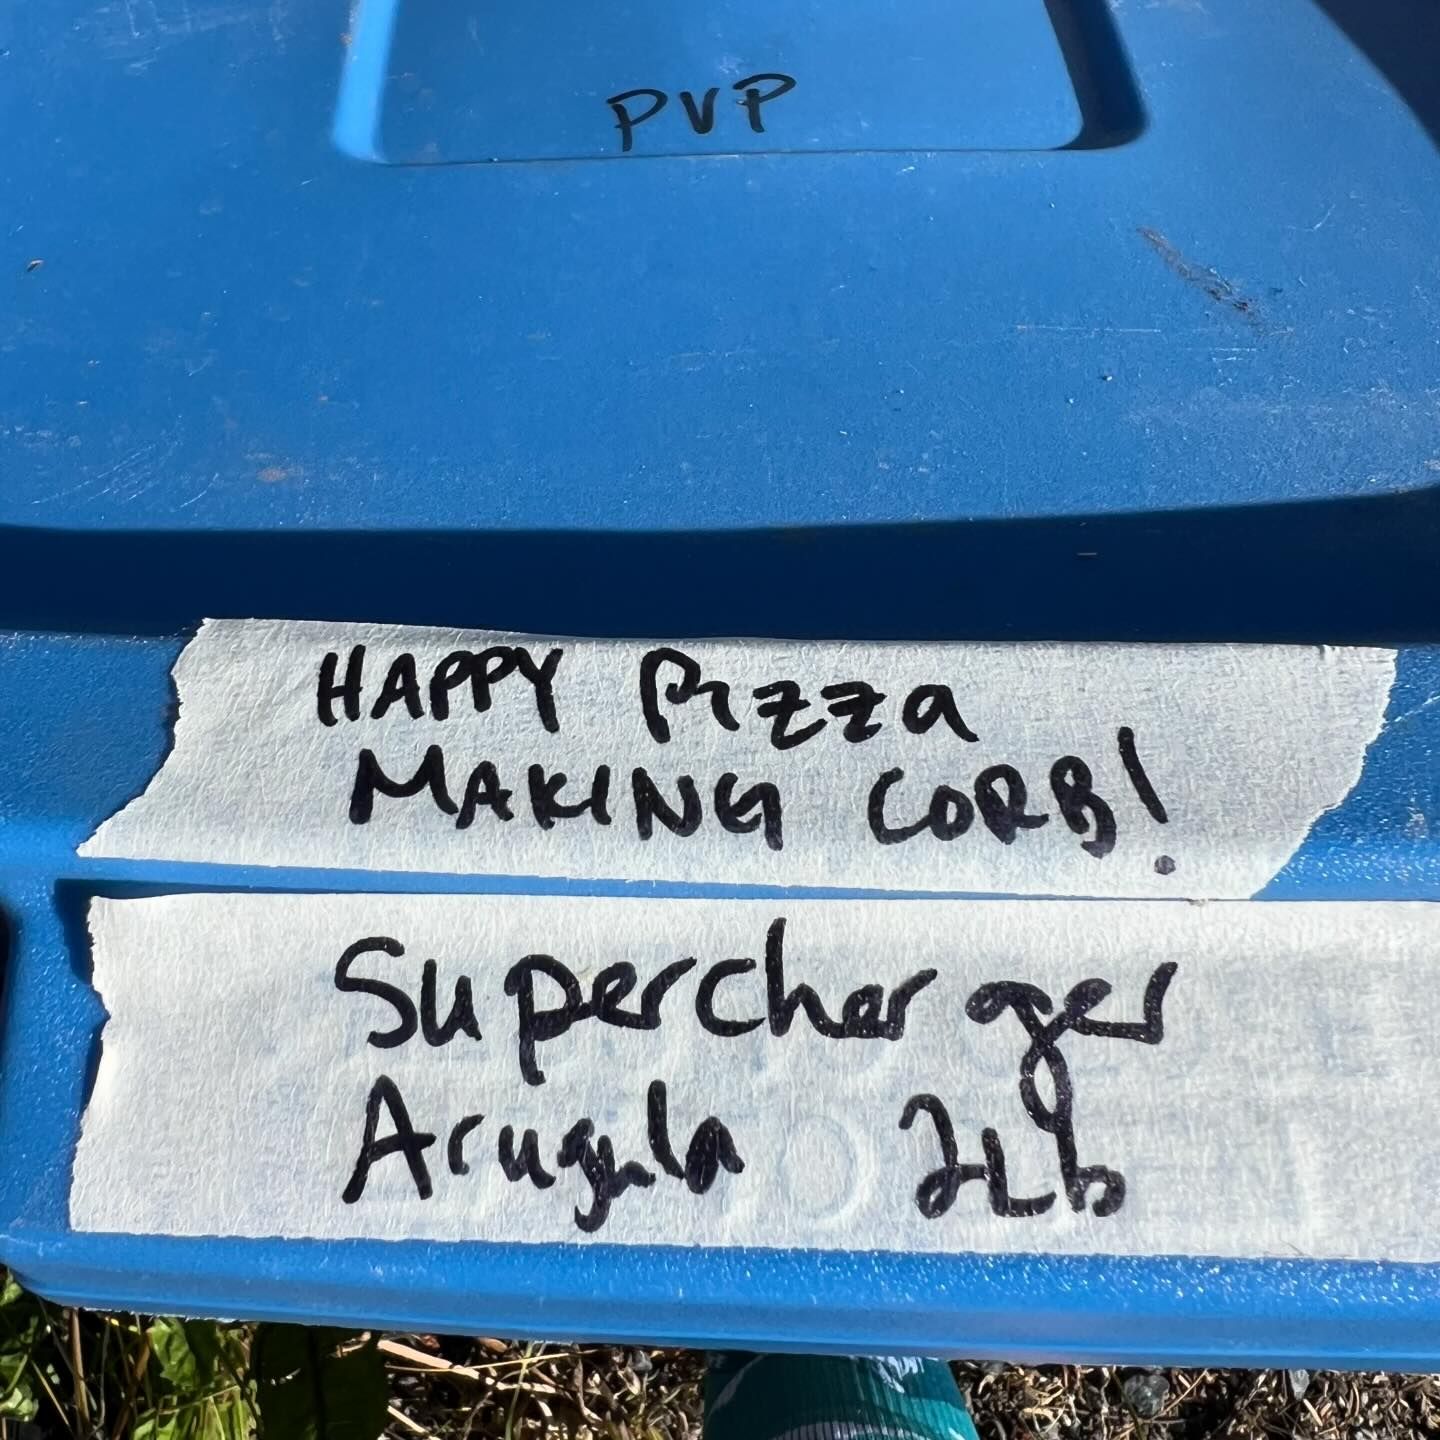 PVP
HAPPY Pizza
MAKING CORB!
Supercharger
Arugula 2Lb